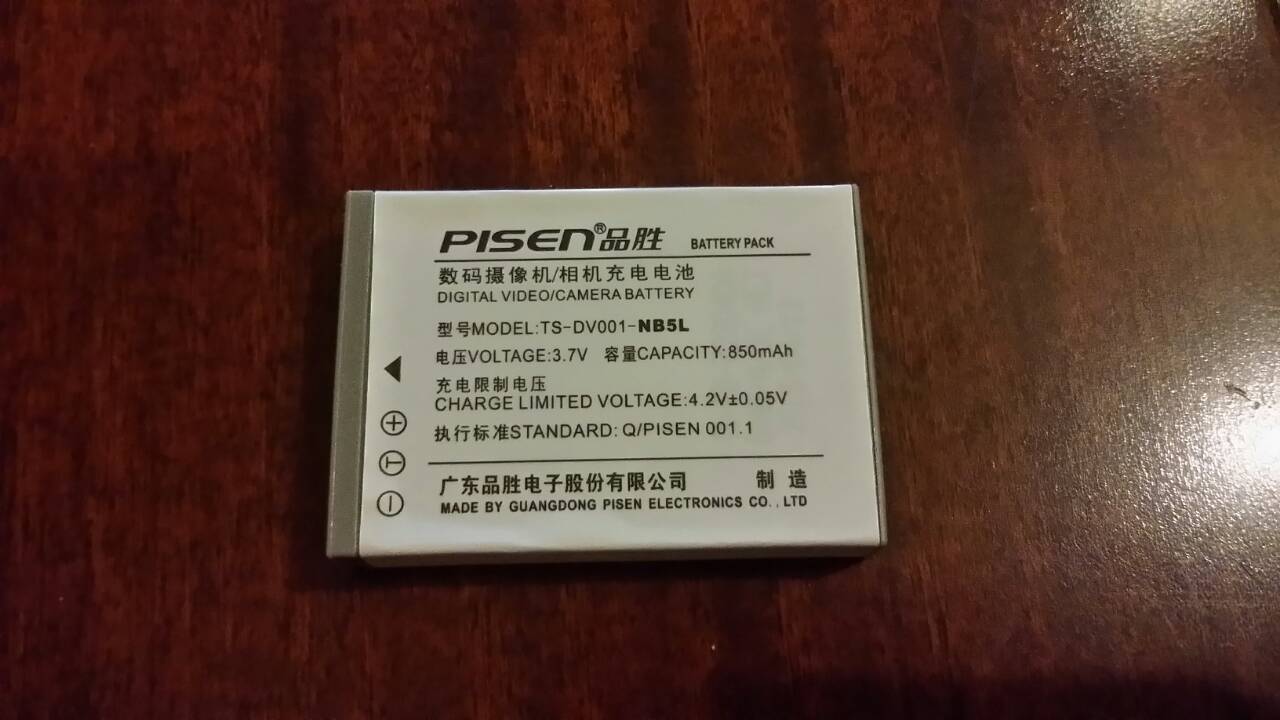 PISEN®品胜 BATTERY PACK
数码摄像机/相机充电电池
DIGITAL VIDEO/CAMERA BATTERY
型号MODEL:TS-DV001-NB5L
电压VOLTAGE:3.7V 容量CAPACITY:850mAh
充电限制电压
CHARGE LIMITED VOLTAGE:4.2V±0.05V
执行标准STANDARD: Q/PISEN 001.1
广东品胜电子股份有限公司 制造
MADE BY GUANGDONG PISEN ELECTRONICS CO.,LTD
+
T
-